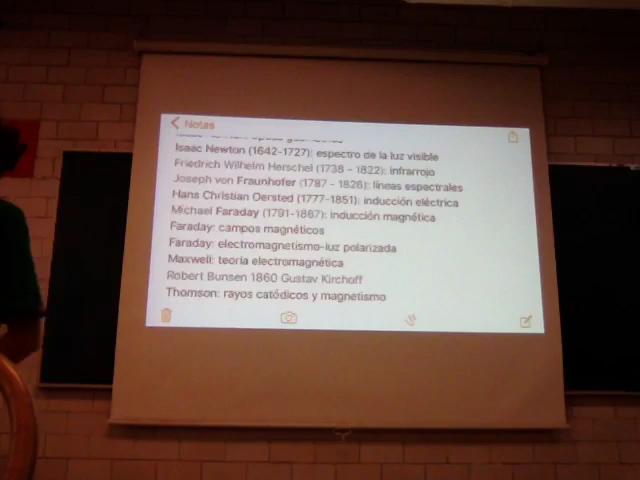 Notas
Isaac Newton (1642-1727): espectro de la luz visible
Friedrich Wilhelm Herschel (1738 - 1822): infrarrojo
Joseph von Fraunhofer (1787 - 1826): líneas espectrales
Hans Christian Oersted (1777-1851): inducción eléctrica
Michael Faraday (1791-1867): inducción magnética
Faraday: campos magnéticos
Faraday: electromagnetismo-luz polarizada
Maxwell: teoría electromagnética
Robert Bunsen 1860 Gustav Kirchoff
Thomson: rayos catódicos y magnetismo